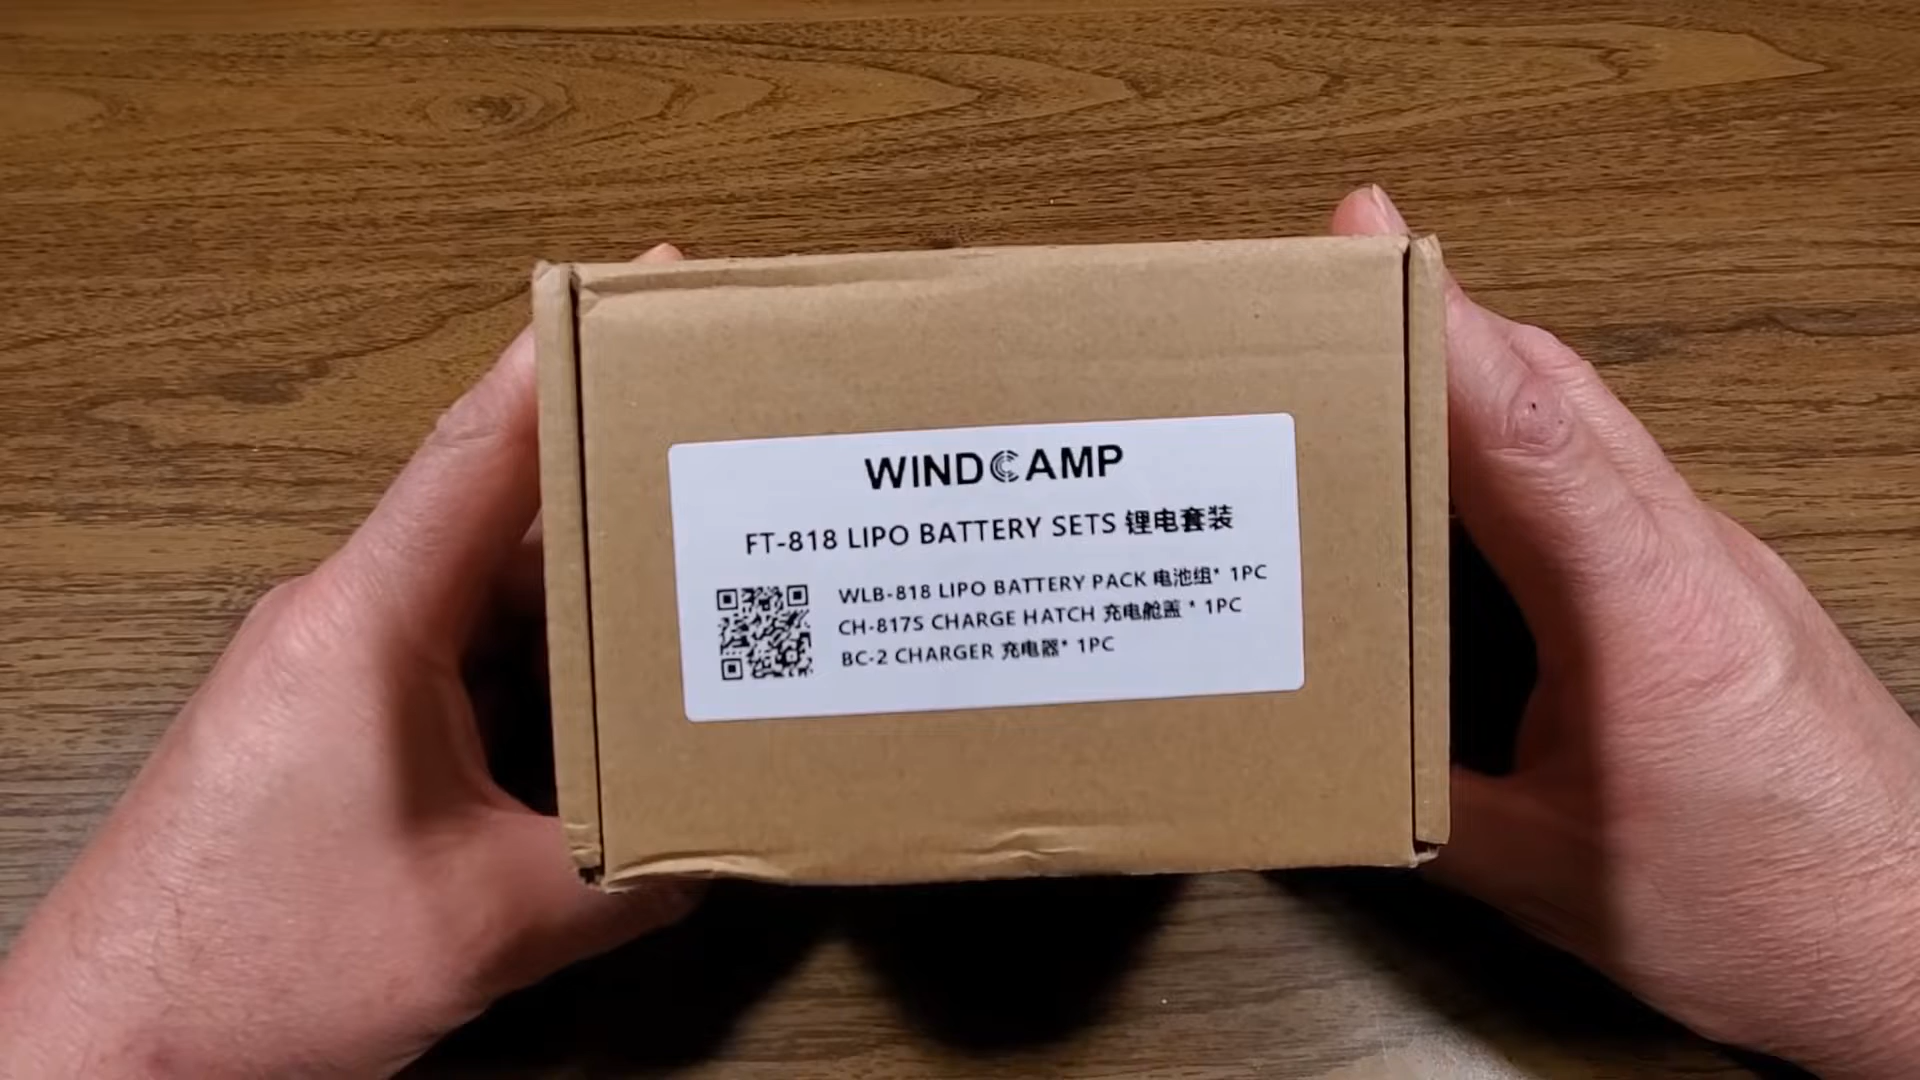 WINDCAMP
FT-818 LIPO BATTERY SETS 锂电套装
WLB-818 LIPO BATTERY PACK 电池组* 1PC
CH-817S CHARGE HATCH 充电舱盖 * 1PC
BC-2 CHARGER 充电器* 1PC